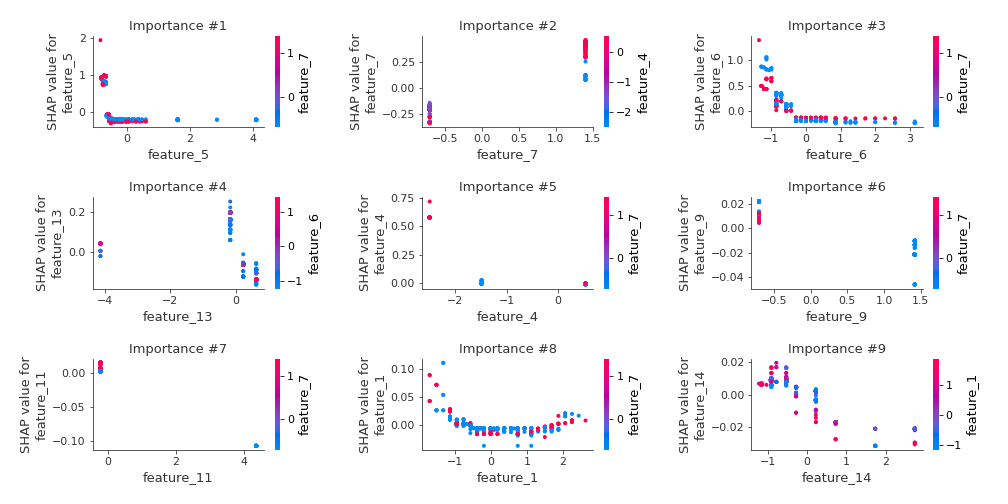 Importance #1
SHAP value for
feature_5
2
1
0
0
2
4
feature_5
1
0
feature_7
Importance #2
SHAP value for
feature_7
0.25
0.00
−0.25
−0.5
0.0
0.5
1.0
1.5
feature_7
0
−1
−2
feature_4
Importance #3
SHAP value for
feature_6
1.0
0.5
0.0
−1
0
1
2
3
feature_6
1
0
feature_7
Importance #4
SHAP value for
feature_13
0.2
0.0
−4
−2
0
feature_13
1
0
−1
feature_6
Importance #5
SHAP value for
feature_4
0.75
0.50
0.25
0.00
−2
−1
0
feature_4
1
0
feature_7
Importance #6
SHAP value for
feature_9
0.02
0.00
−0.02
−0.04
−0.5
0.0
0.5
1.0
1.5
feature_9
1
0
feature_7
Importance #7
SHAP value for
feature_11
0.00
−0.05
−0.10
0
2
4
feature_11
1
0
feature_7
Importance #8
SHAP value for
feature_1
0.10
0.05
0.00
−1
0
1
2
feature_1
1
0
feature_7
Importance #9
SHAP value for
feature_14
0.02
0.00
−0.02
−1
0
1
2
feature_14
1
0
−1
feature_1